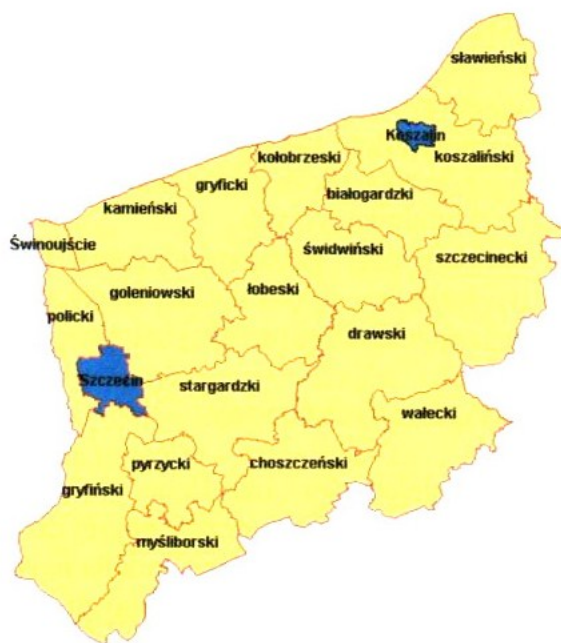 sławieński
Koszalin
koszaliński
kołobrzeski
gryficki
białogardzki
kamieński
Świnoujście
świdwiński
szczecinecki
goleniowski
łobeski
policki
drawski
Szczecin
stargardzki
wałecki
pyrzycki
choszczeński
gryfiński
myśliborski